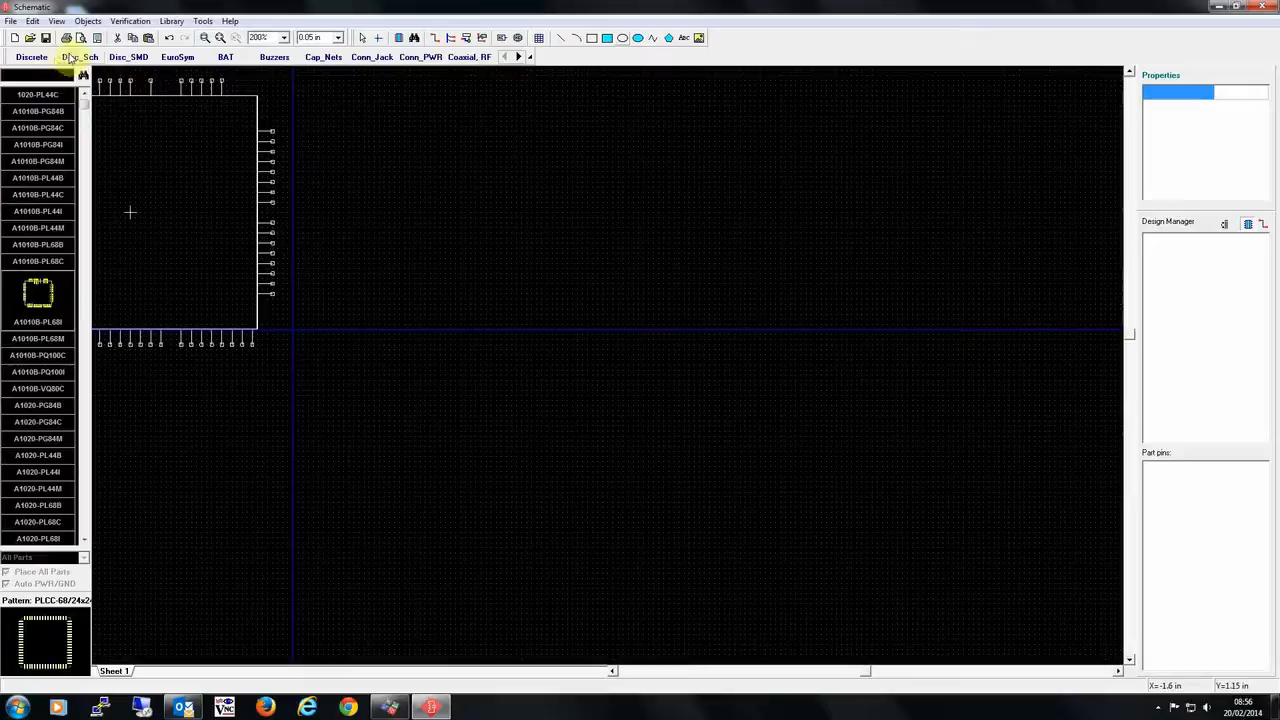 Schematic
File Edit View Objects Verification Library Tools Help
200% 0.05 in ABC
Discrete Disc_Sch Disc_SMD EuroSym BAT Buzzers Cap_Nets Conn_Jack Conn_PWR Coaxial, RF
1020-PL44C
A1010B-PG84B
A1010B-PG84C
A1010B-PG84I
A1010B-PG84M
A1010B-PL44B
A1010B-PL44C
A1010B-PL44I
A1010B-PL44M
A1010B-PL68B
A1010B-PL68C
A1010B-PL68I
A1010B-PL68M
A1010B-PQ100C
A1010B-PQ100I
A1010B-VQ80C
A1020-PG84B
A1020-PG84C
A1020-PG84M
A1020-PL44B
A1020-PL44I
A1020-PL44M
A1020-PL68B
A1020-PL68C
A1020-PL68I
All Parts
Place All Parts
Auto PWR/GND
Pattern: PLCC-68/24x24
Sheet 1
Properties
Design Manager
Part pins:
X=-1.6 in Y=1.15 in
VNC
08:56
20/02/2014